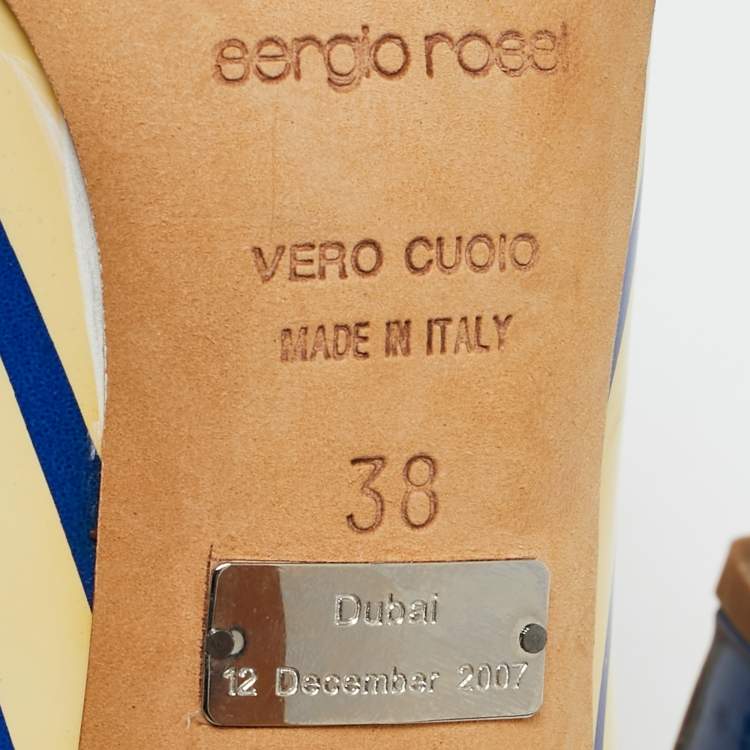 sergio rossi
VERO CUOIO
MADE IN ITALY
38
Dubai
12 December 2007